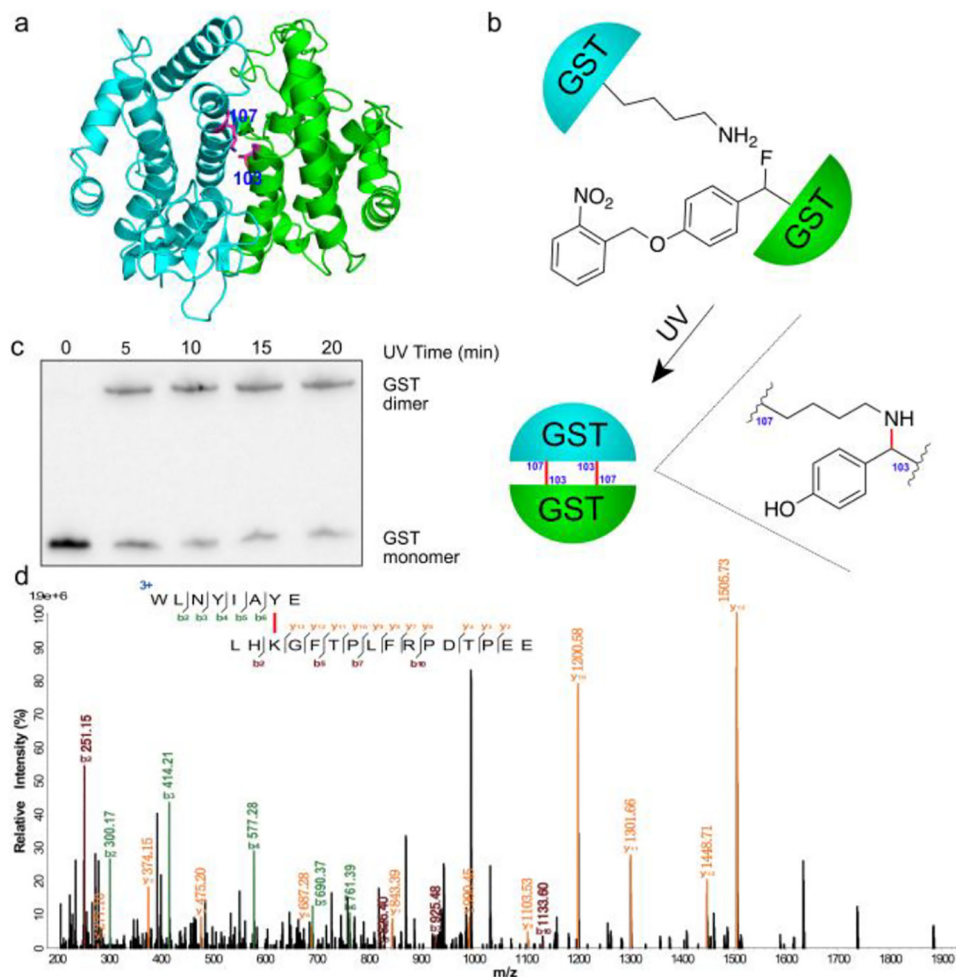 a
107
103
b
GST
NH2
F
NO2
O
GST
UV
c
0 5 10 15 20 UV Time (min)
GST
dimer
GST
monomer
GST
107 103
103 107
GST
107
NH
103
HO
d
3+
W L N Y I A Y E
b2 b3 b4 b5 b6
y13 y12 y11 y10 y9 y8 y7 y6 y4 y3 y2
L H K G F T P L F R P D T P E E
b2 b5 b7 b10
1.9e+6
Relative Intensity (%)
100
90
80
70
60
50
40
30
20
10
0
251.15
300.17
374.15
414.21
475.20
577.28
687.28
690.37
761.39
843.39
925.48
1103.53
1133.60
1200.58
1301.66
1448.71
1505.73
200 300 400 500 600 700 800 900 1000 1100 1200 1300 1400 1500 1600 1700 1800 1900
m/z